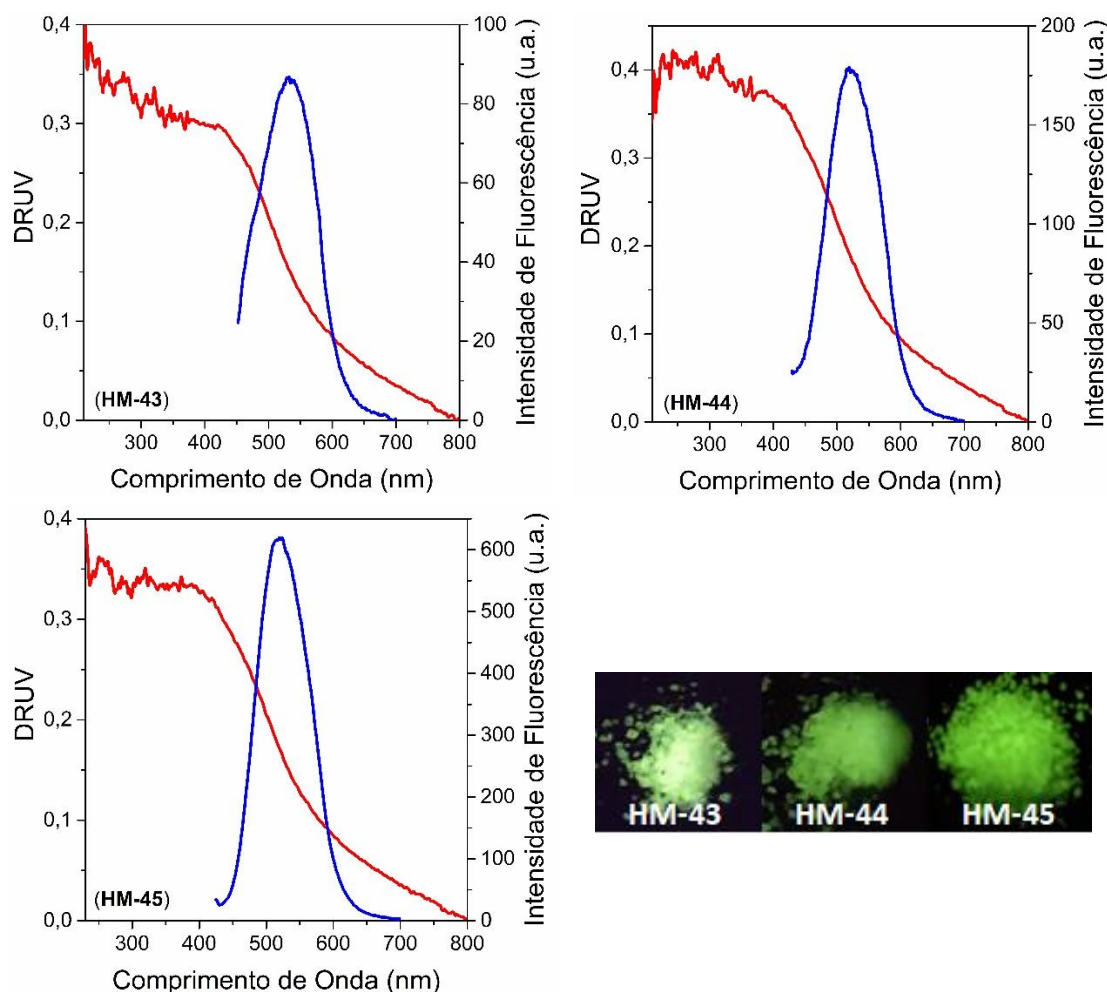 0,4
0,3
0,2
0,1
0,0
DRUV
100
80
60
40
20
0
Intensidade de Fluorescência (u.a.)
(HM-43)
300 400 500 600 700 800
Comprimento de Onda (nm)
0,4
0,3
0,2
0,1
0,0
DRUV
200
150
100
50
0
Intensidade de Fluorescência (u.a.)
(HM-44)
300 400 500 600 700 800
Comprimento de Onda (nm)
0,4
0,3
0,2
0,1
0,0
DRUV
600
500
400
300
200
100
0
Intensidade de Fluorescência (u.a.)
(HM-45)
300 400 500 600 700 800
Comprimento de Onda (nm)
HM-43 HM-44 HM-45